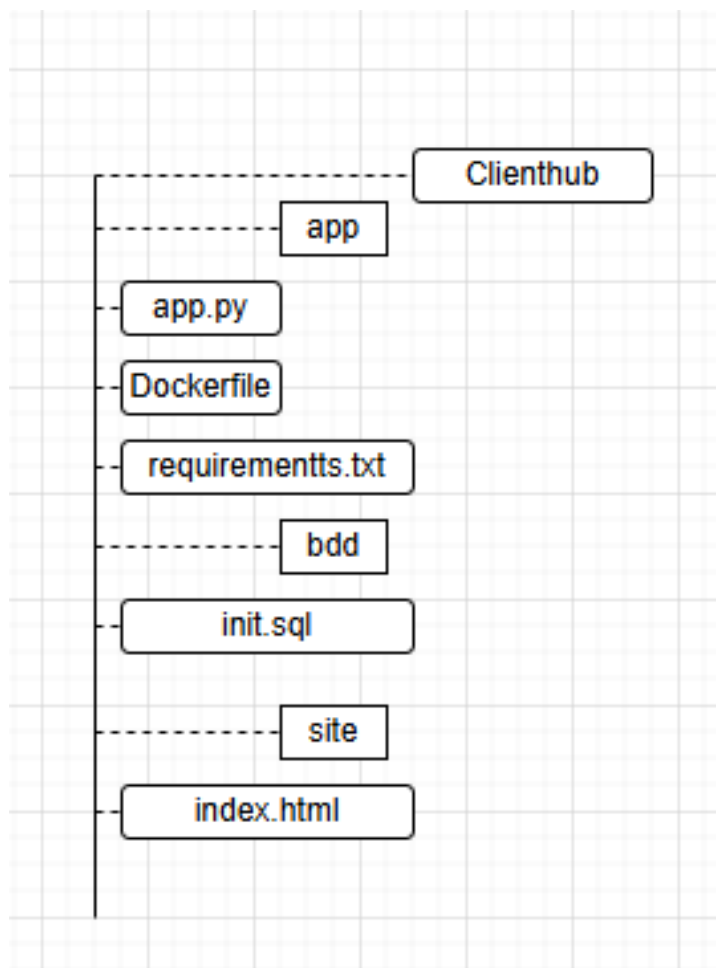 Clienthub
app
app.py
Dockerfile
requirementts.txt
bdd
init.sql
site
index.html